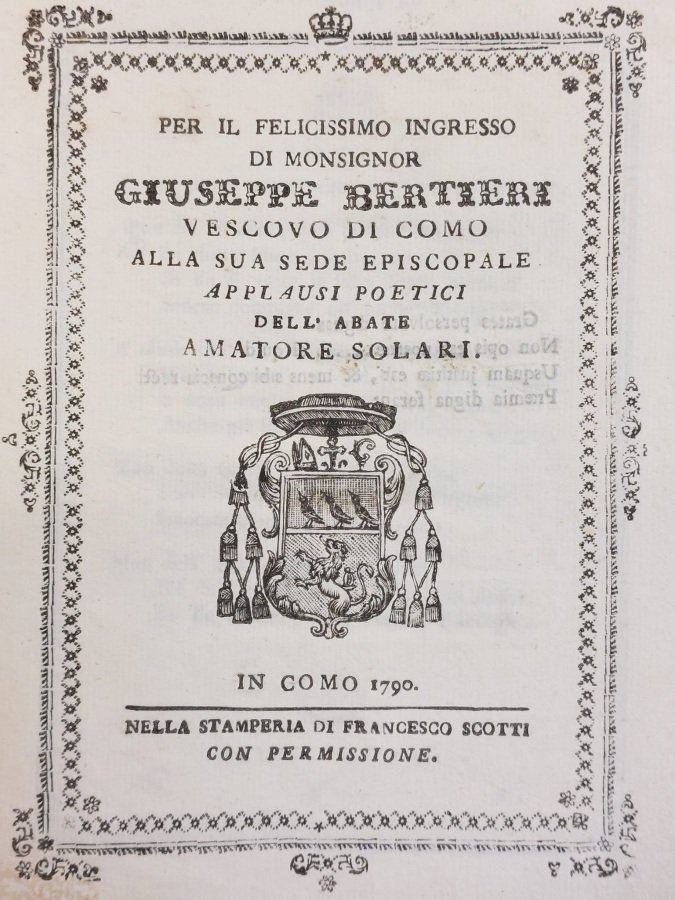 PER IL FELICISSIMO INGRESSO
DI MONSIGNOR
GIUSEPPE BERTIERI
VESCOVO DI COMO
ALLA SUA SEDE EPISCOPALE
APPLAUSI POETICI
DELL' ABATE
AMATORE SOLARI.
IN COMO 1790.
NELLA STAMPERIA DI FRANCESCO SCOTTI
CON PERMISSIONE.